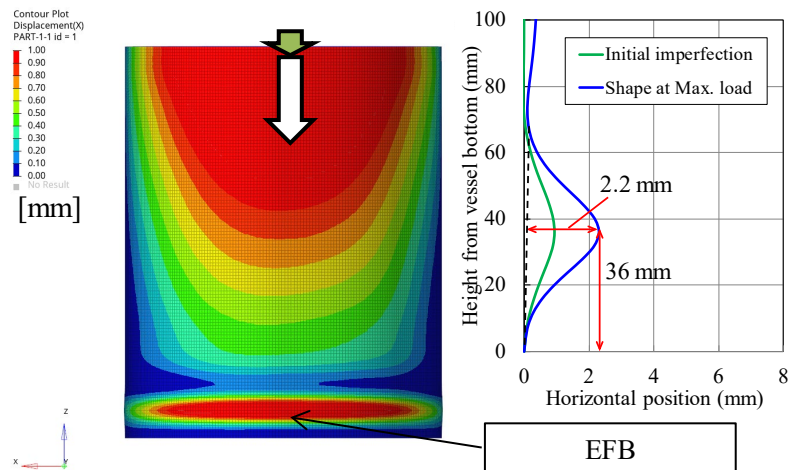 Contour Plot
Displacement(X)
PART-1-1 id = 1
1.00
0.90
0.80
0.70
0.60
0.50
0.40
0.30
0.20
0.10
0.00
No Result
[mm]
z
x
Y
EFB
100
80
60
40
20
0
Height from vessel bottom (mm)
Initial imperfection
Shape at Max. load
2.2 mm
36 mm
0 2 4 6 8
Horizontal position (mm)